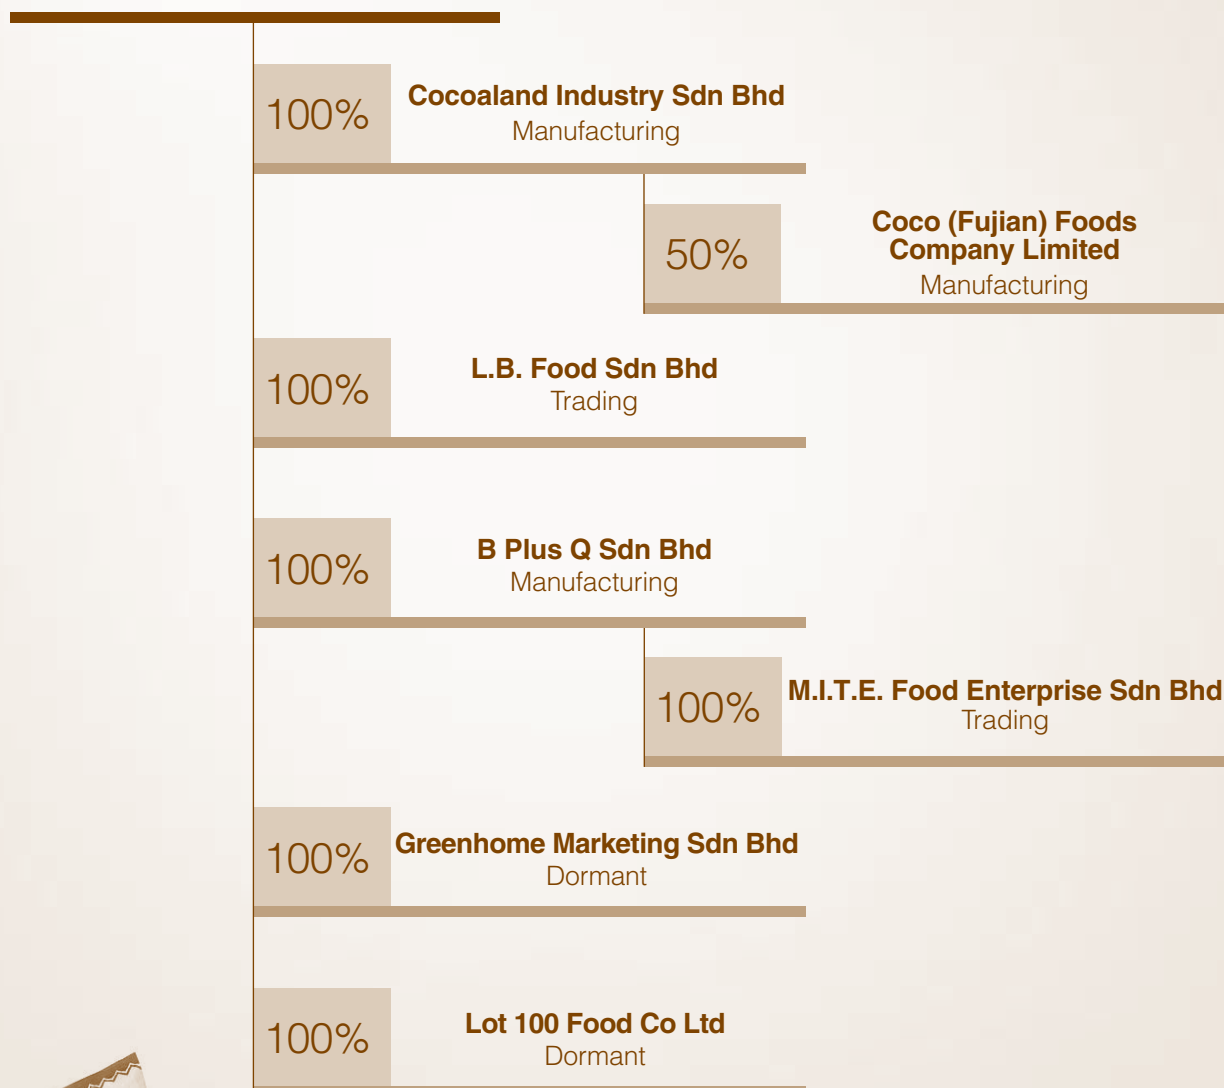 100%
Cocoaland Industry Sdn Bhd
Manufacturing
50%
Coco (Fujian) Foods
Company Limited
Manufacturing
100%
L.B. Food Sdn Bhd
Trading
100%
B Plus Q Sdn Bhd
Manufacturing
100%
M.I.T.E. Food Enterprise Sdn Bhd
Trading
100%
Greenhome Marketing Sdn Bhd
Dormant
100%
Lot 100 Food Co Ltd
Dormant